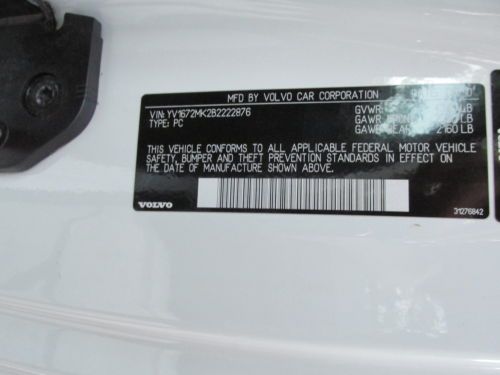 MFD BY VOLVO CAR CORPORATION
VIN: YV1672MK2B2222876
TYPE: PC
GVWR LB
GAWR LB
GAWR 2160 LB
THIS VEHICLE CONFORMS TO ALL APPLICABLE FEDERAL MOTOR VEHICLE
SAFETY, BUMPER AND THEFT PREVENTION STANDARDS IN EFFECT ON
THE DATE OF MANUFACTURE SHOWN ABOVE.
VOLVO
31276842